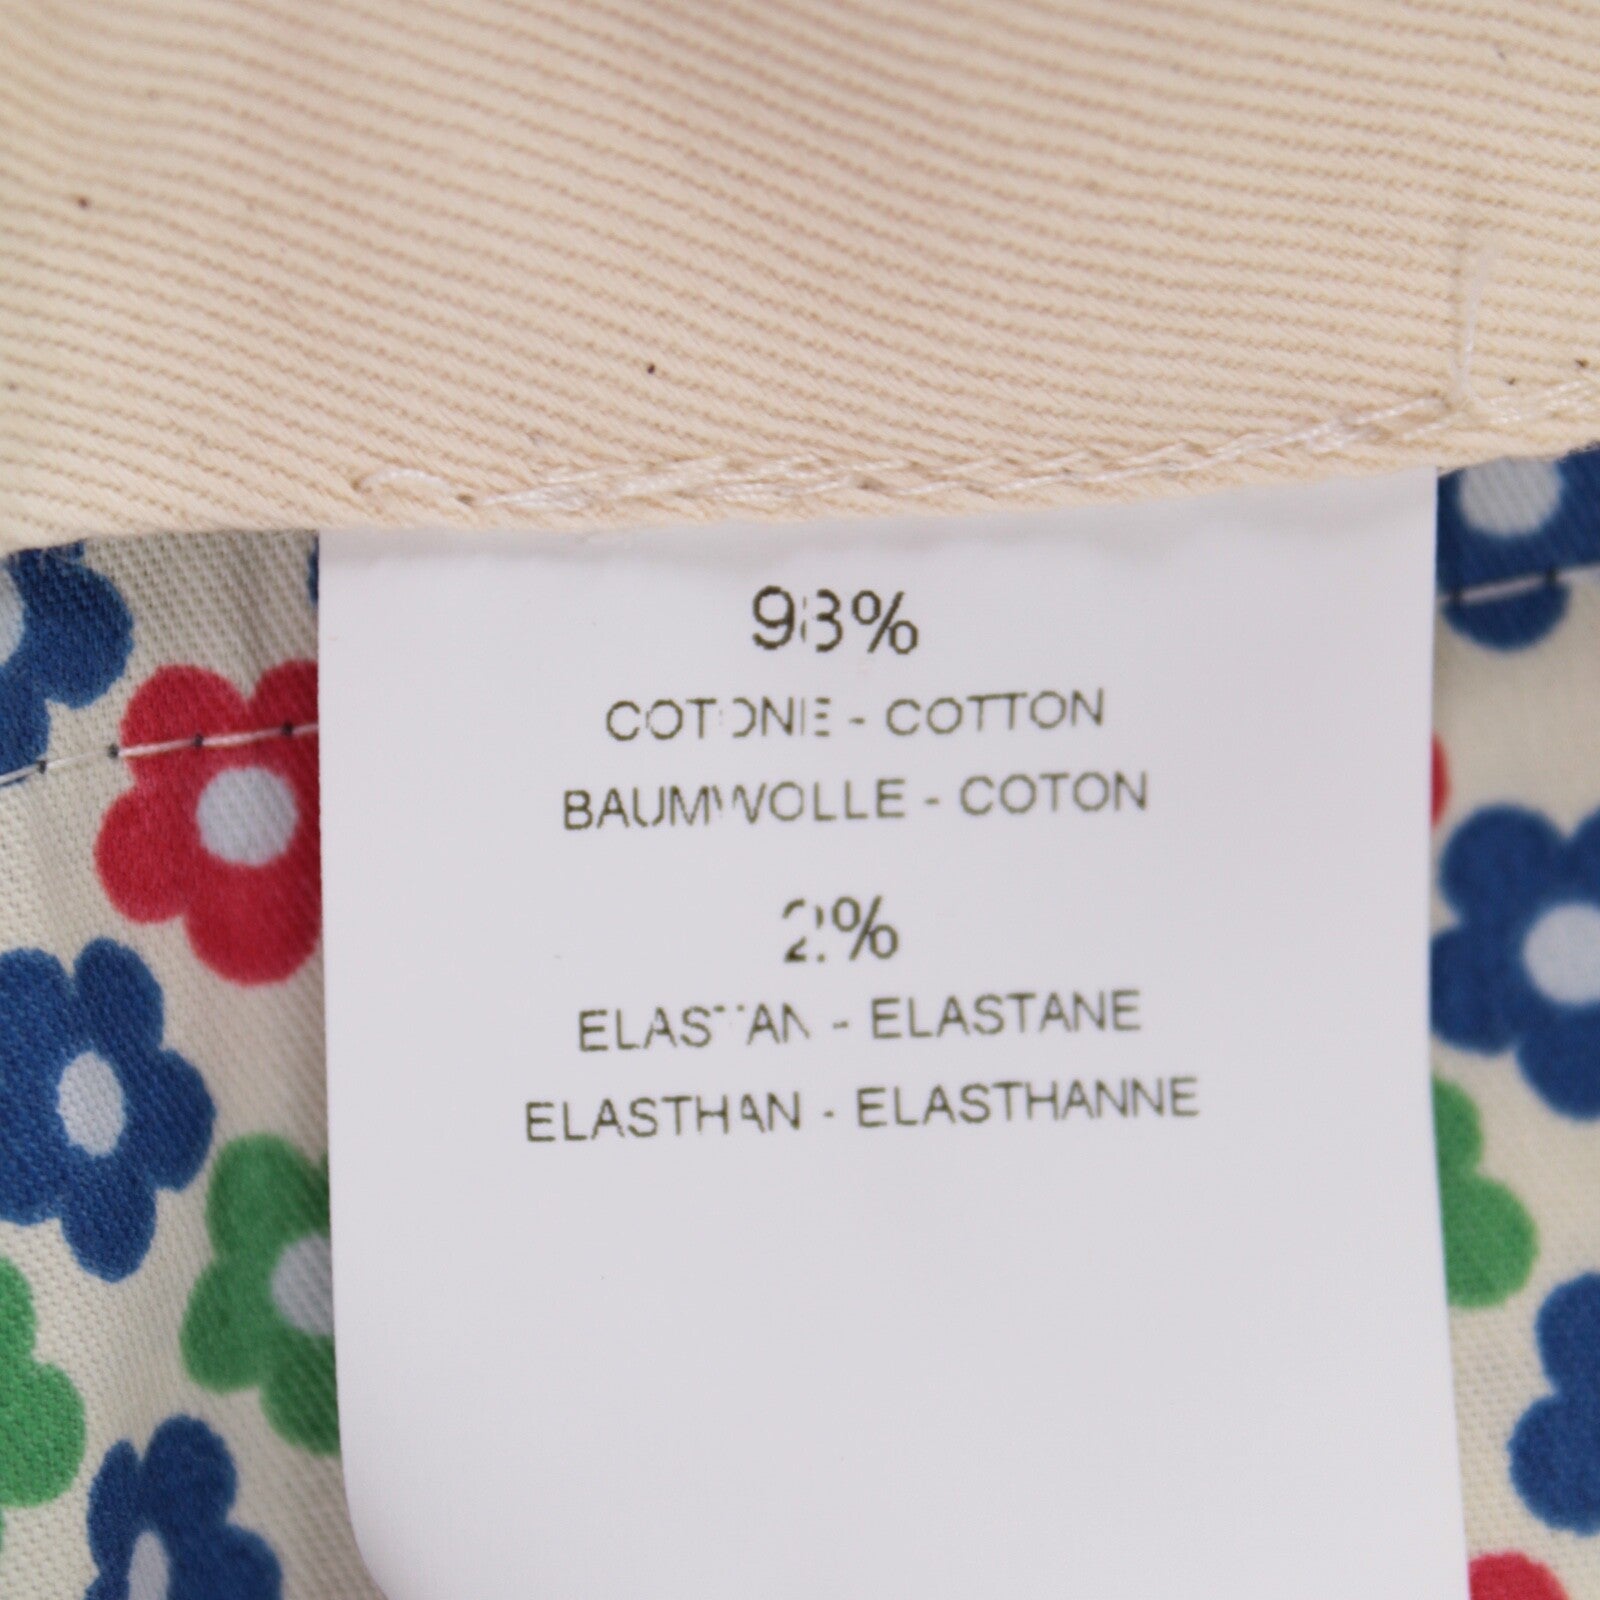 98%
COTONE - COTTON
BAUMWOLLE - COTON
2%
ELASTAN - ELASTANE
ELASTHAN - ELASTHANNE